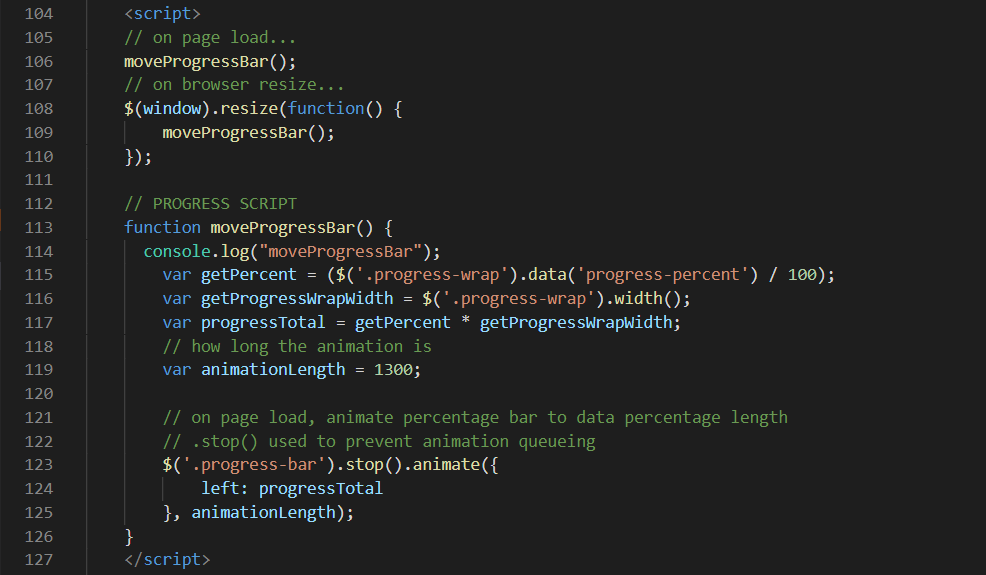 104 <script>
105 // on page load...
106 moveProgressBar();
107 // on browser resize...
108 $(window).resize(function() {
109     moveProgressBar();
110 });
111
112 // PROGRESS SCRIPT
113 function moveProgressBar() {
114   console.log("moveProgressBar");
115     var getPercent = ($('.progress-wrap').data('progress-percent') / 100);
116     var getProgressWrapWidth = $('.progress-wrap').width();
117     var progressTotal = getPercent * getProgressWrapWidth;
118     // how long the animation is
119     var animationLength = 1300;
120
121     // on page load, animate percentage bar to data percentage length
122     // .stop() used to prevent animation queueing
123     $('.progress-bar').stop().animate({
124         left: progressTotal
125     }, animationLength);
126 }
127 </script>